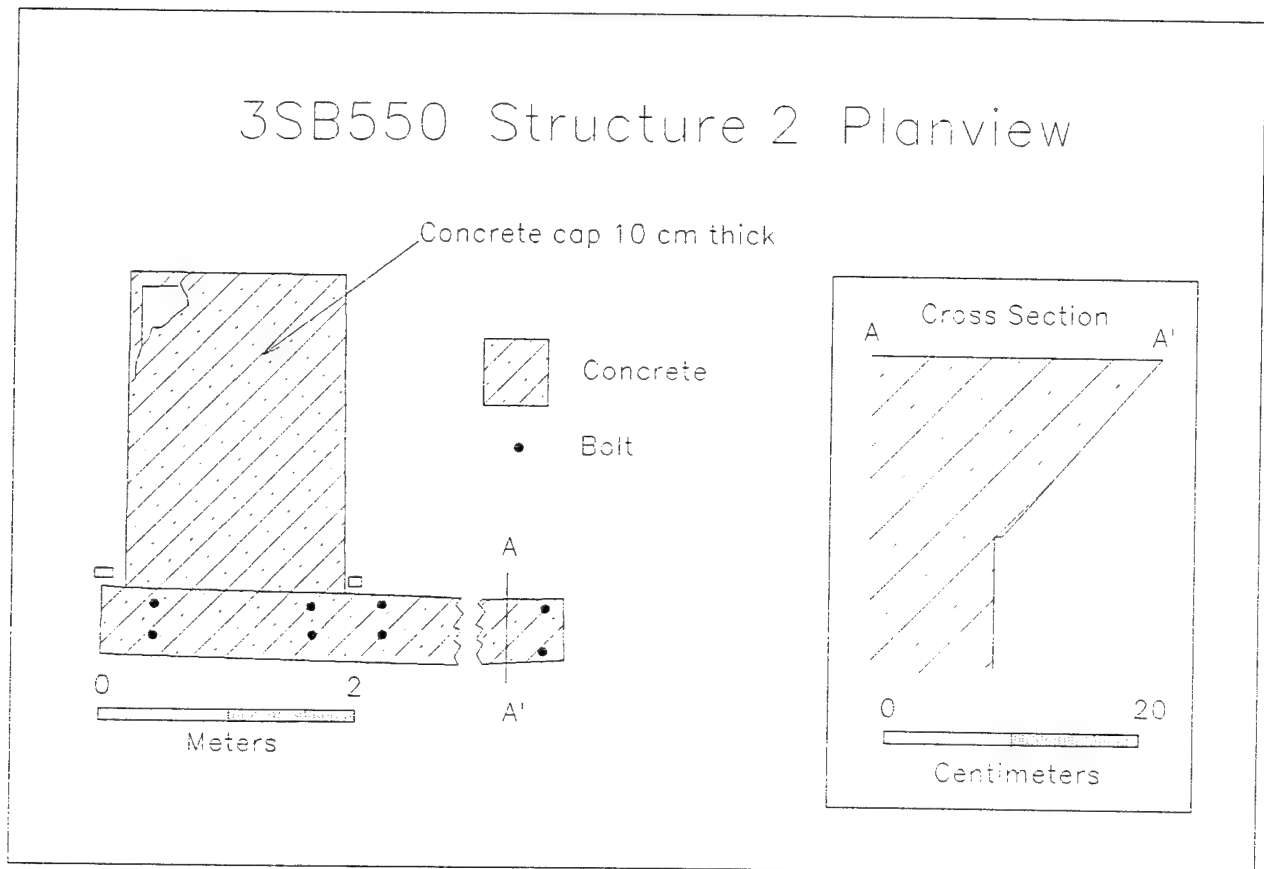 3SB550 Structure 2 Planview
Concrete cap 10 cm thick
Concrete
Bolt
A
A'
0 2
Meters
Cross Section
A A'
0 20
Centimeters